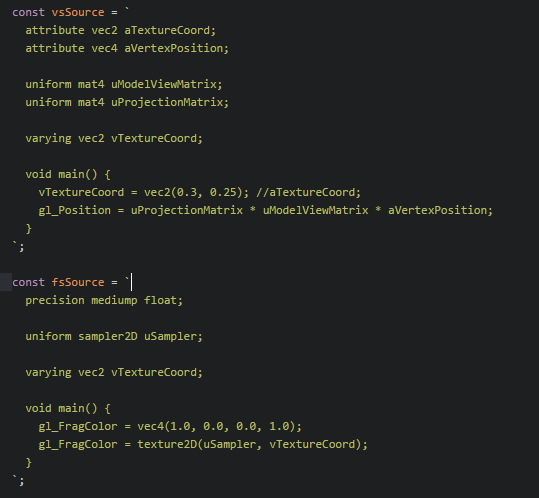 const vsSource = `
attribute vec2 aTextureCoord;
attribute vec4 aVertexPosition;
uniform mat4 uModelViewMatrix;
uniform mat4 uProjectionMatrix;
varying vec2 vTextureCoord;
void main() {
vTextureCoord = vec2(0.3, 0.25); //aTextureCoord;
gl_Position = uProjectionMatrix * uModelViewMatrix * aVertexPosition;
}
`;
const fsSource = `
precision mediump float;
uniform sampler2D uSampler;
varying vec2 vTextureCoord;
void main() {
gl_FragColor = vec4(1.0, 0.0, 0.0, 1.0);
gl_FragColor = texture2D(uSampler, vTextureCoord);
}
`;